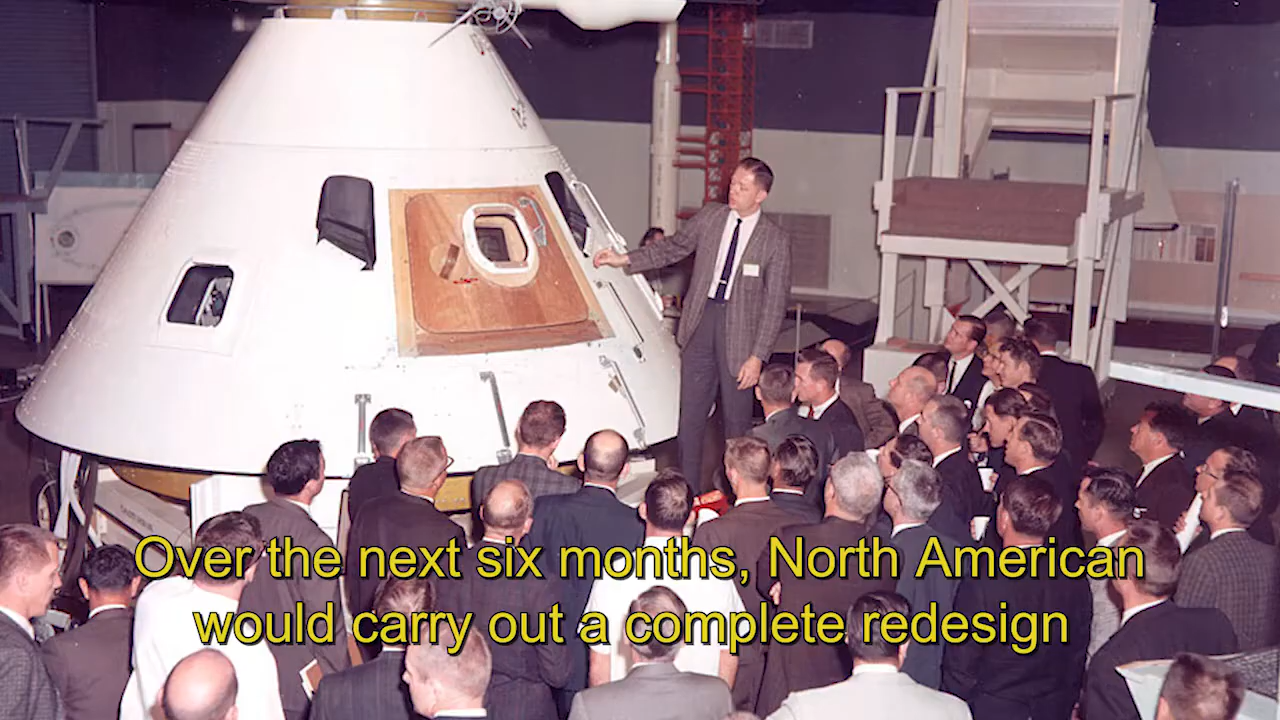 Over the next six months, North American
would carry out a complete redesign